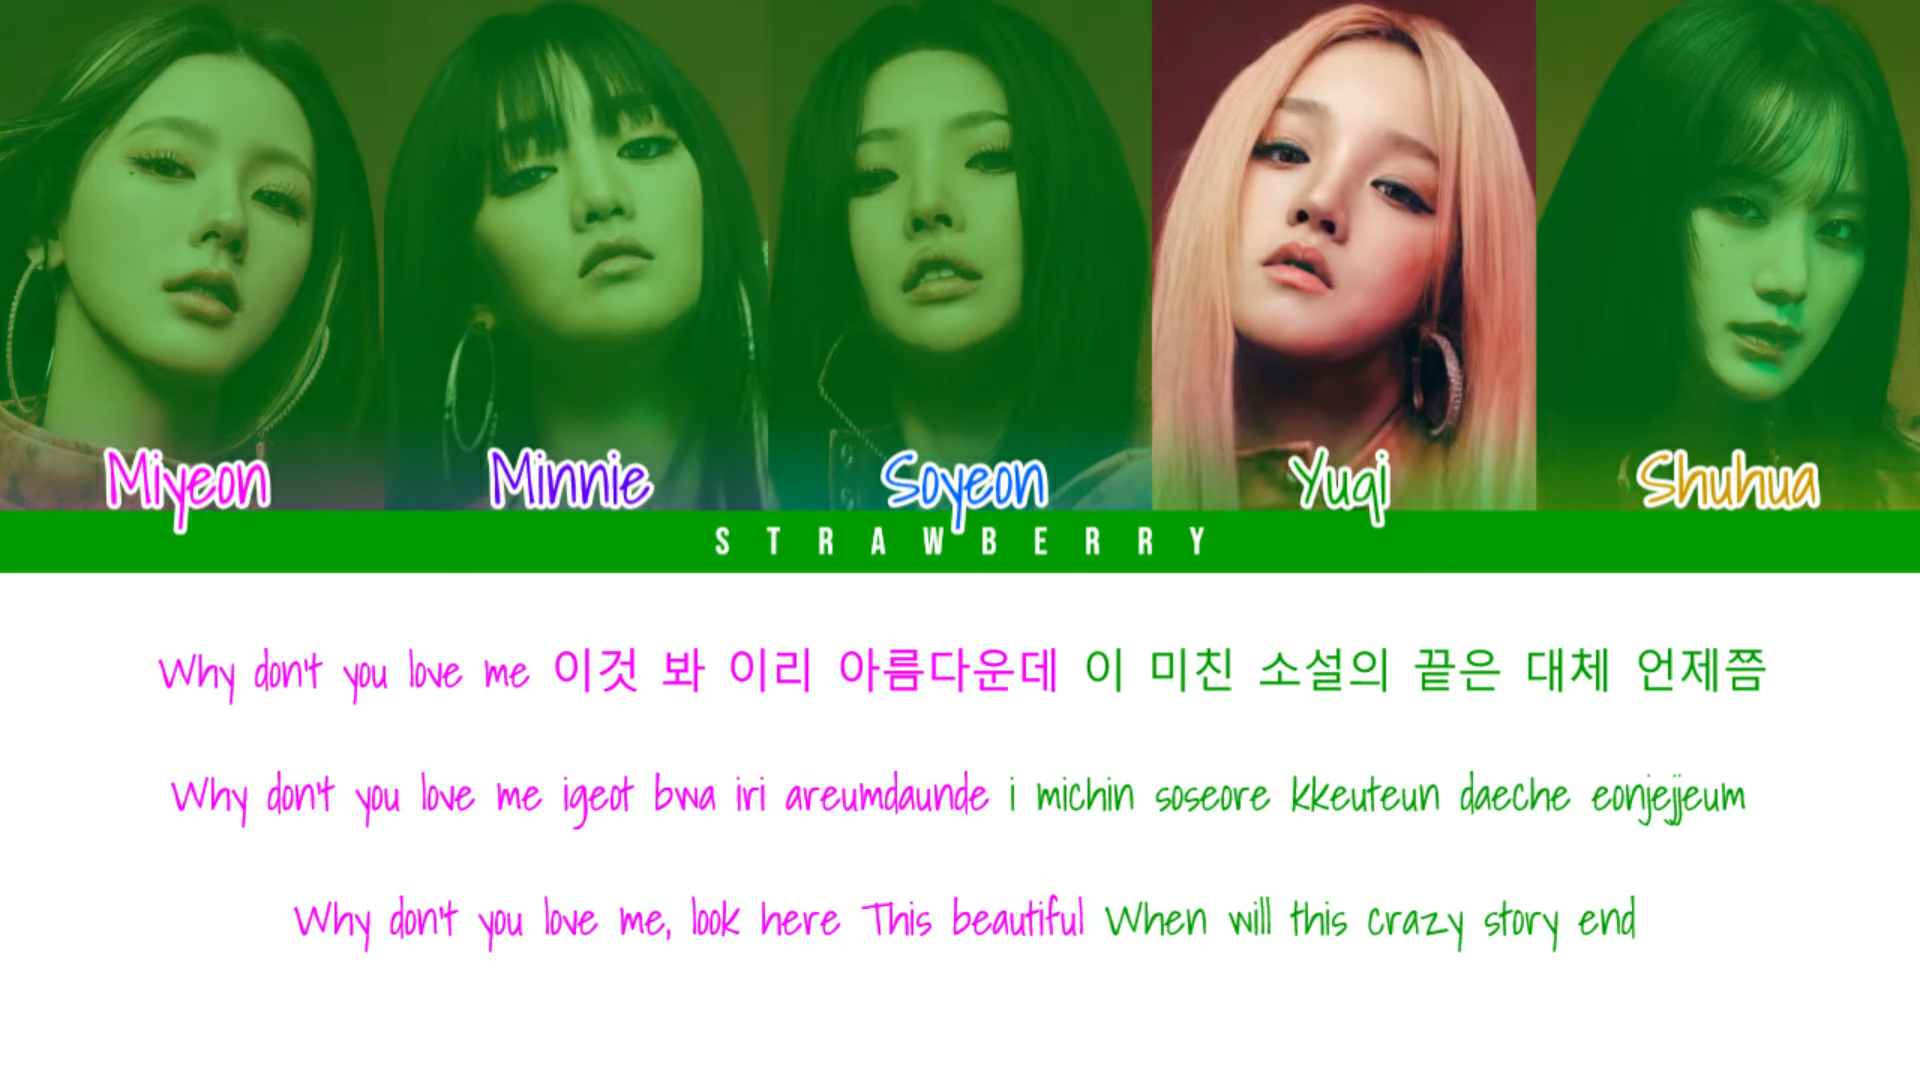 Miyeon Minnie Soyeon Yuqi Shuhua
STRAWBERRY
Why don't you love me 이것 봐 이리 아름다운데 이 미친 소설의 끝은 대체 언제쯤
Why don't you love me igeot bwa iri areumdaunde i michin soseore kkeuteun daeche eonjejjeum
Why don't you love me, look here This beautiful When will this crazy story end